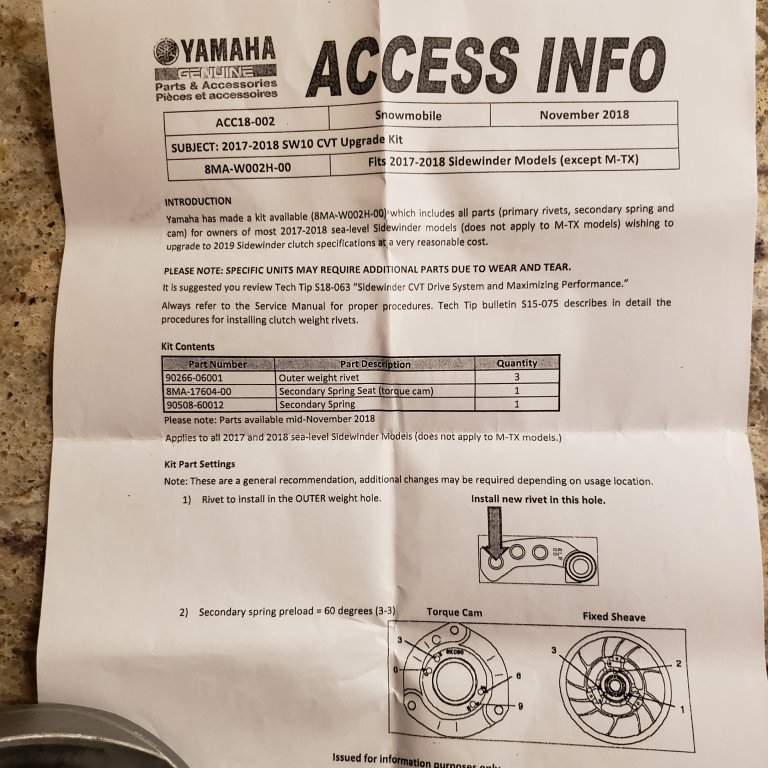 YAMAHA
GENUINE
Parts & Accessories
Pièces et accessoires
ACCESS INFO
ACC18-002 Snowmobile November 2018
SUBJECT: 2017-2018 SW10 CVT Upgrade Kit
8MA-W002H-00 Fits 2017-2018 Sidewinder Models (except M-TX)
INTRODUCTION
Yamaha has made a kit available (8MA-W002H-00) which includes all parts (primary rivets, secondary spring and
cam) for owners of most 2017-2018 sea-level Sidewinder models (does not apply to M-TX models) wishing to
upgrade to 2019 Sidewinder clutch specifications at a very reasonable cost.
PLEASE NOTE: SPECIFIC UNITS MAY REQUIRE ADDITIONAL PARTS DUE TO WEAR AND TEAR.
It is suggested you review Tech Tip S18-063 “Sidewinder CVT Drive System and Maximizing Performance.”
Always refer to the Service Manual for proper procedures. Tech Tip bulletin S15-075 describes in detail the
procedures for installing clutch weight rivets.
Kit Contents
Part Number Part Description Quantity
90266-06001 Outer weight rivet 3
8MA-17604-00 Secondary Spring Seat (torque cam) 1
90508-60012 Secondary Spring 1
Please note: Parts available mid-November 2018
Applies to all 2017 and 2018 sea-level Sidewinder Models (does not apply to M-TX models.)
Kit Part Settings
Note: These are a general recommendation, additional changes may be required depending on usage location.
1) Rivet to install in the OUTER weight hole. Install new rivet in this hole.
2) Secondary spring preload = 60 degrees (3-3) Torque Cam Fixed Sheave
3
0
6
9
3
2
1
Issued for information purposes only